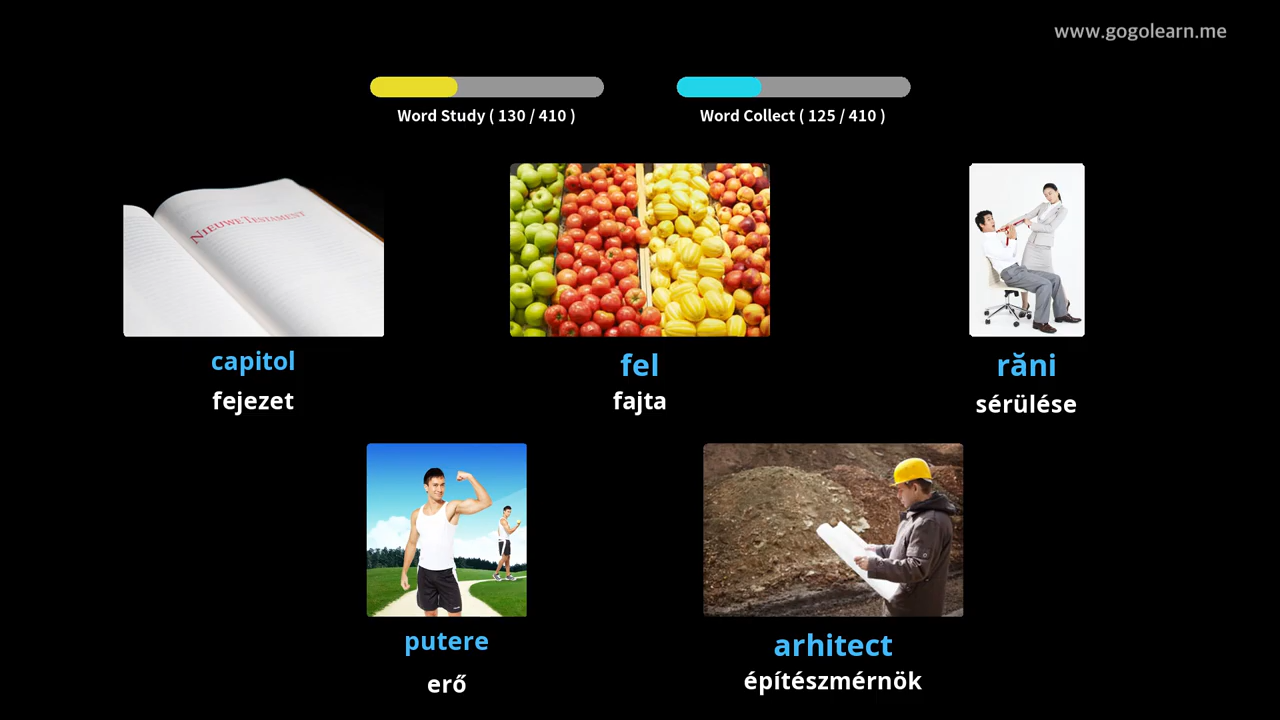 www.gogolearn.me
Word Study ( 130 / 410 )
Word Collect ( 125 / 410 )
NIEUWE TESTAMENT
capitol
fejezet
fel
fajta
răni
sérülése
putere
erő
arhitect
építészmérnök